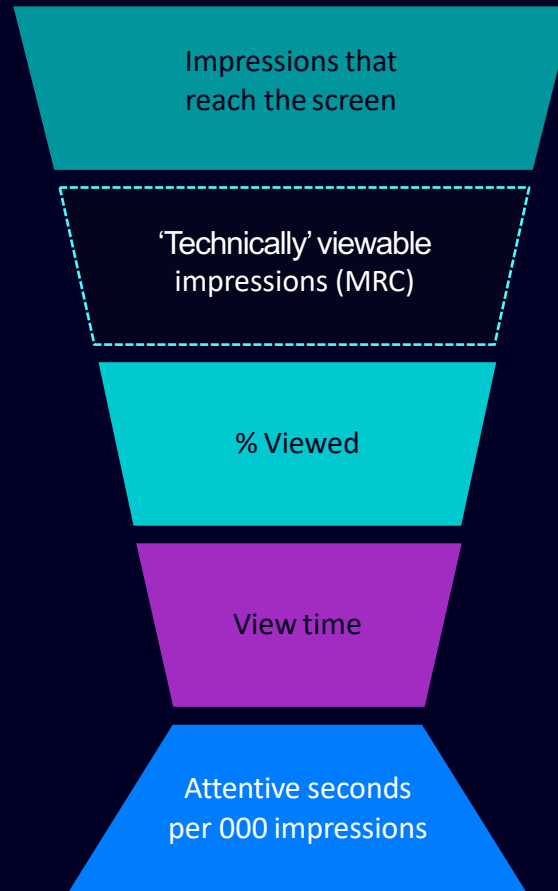 Impressions that
reach the screen
‘Technically’ viewable
impressions (MRC)
% Viewed
View time
Attentive seconds
per 000 impressions